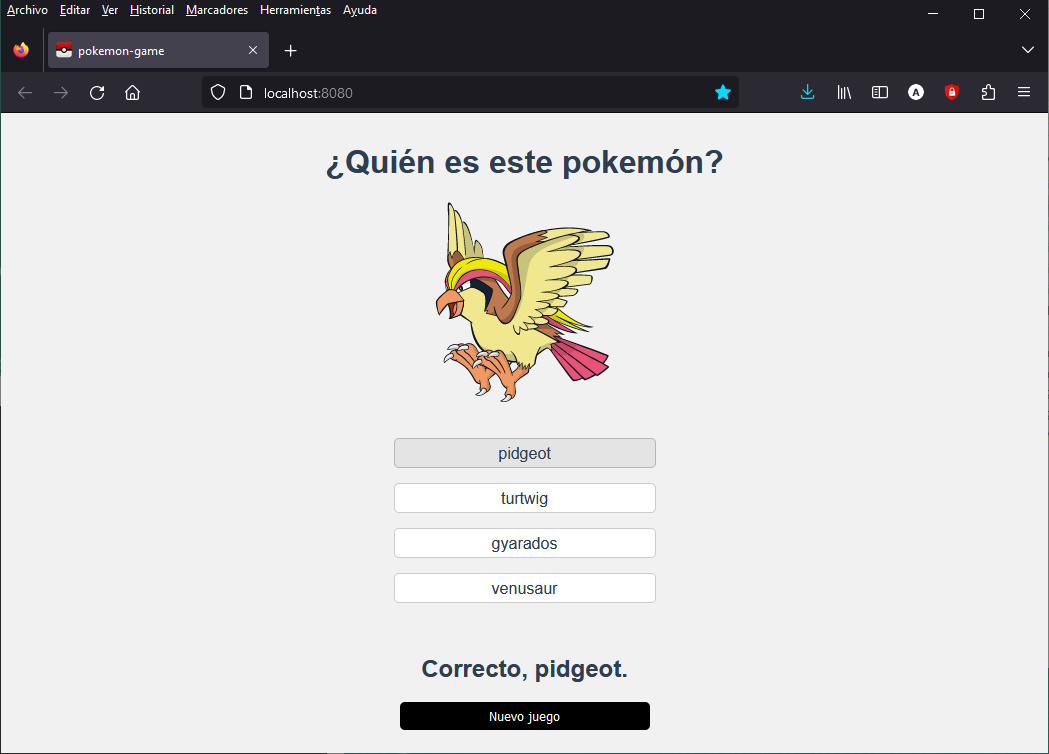 Archivo Editar Ver Historial Marcadores Herramientas Ayuda
pokemon-game
localhost:8080
A
¿Quién es este pokemón?
pidgeot
turtwig
gyarados
venusaur
Correcto, pidgeot.
Nuevo juego